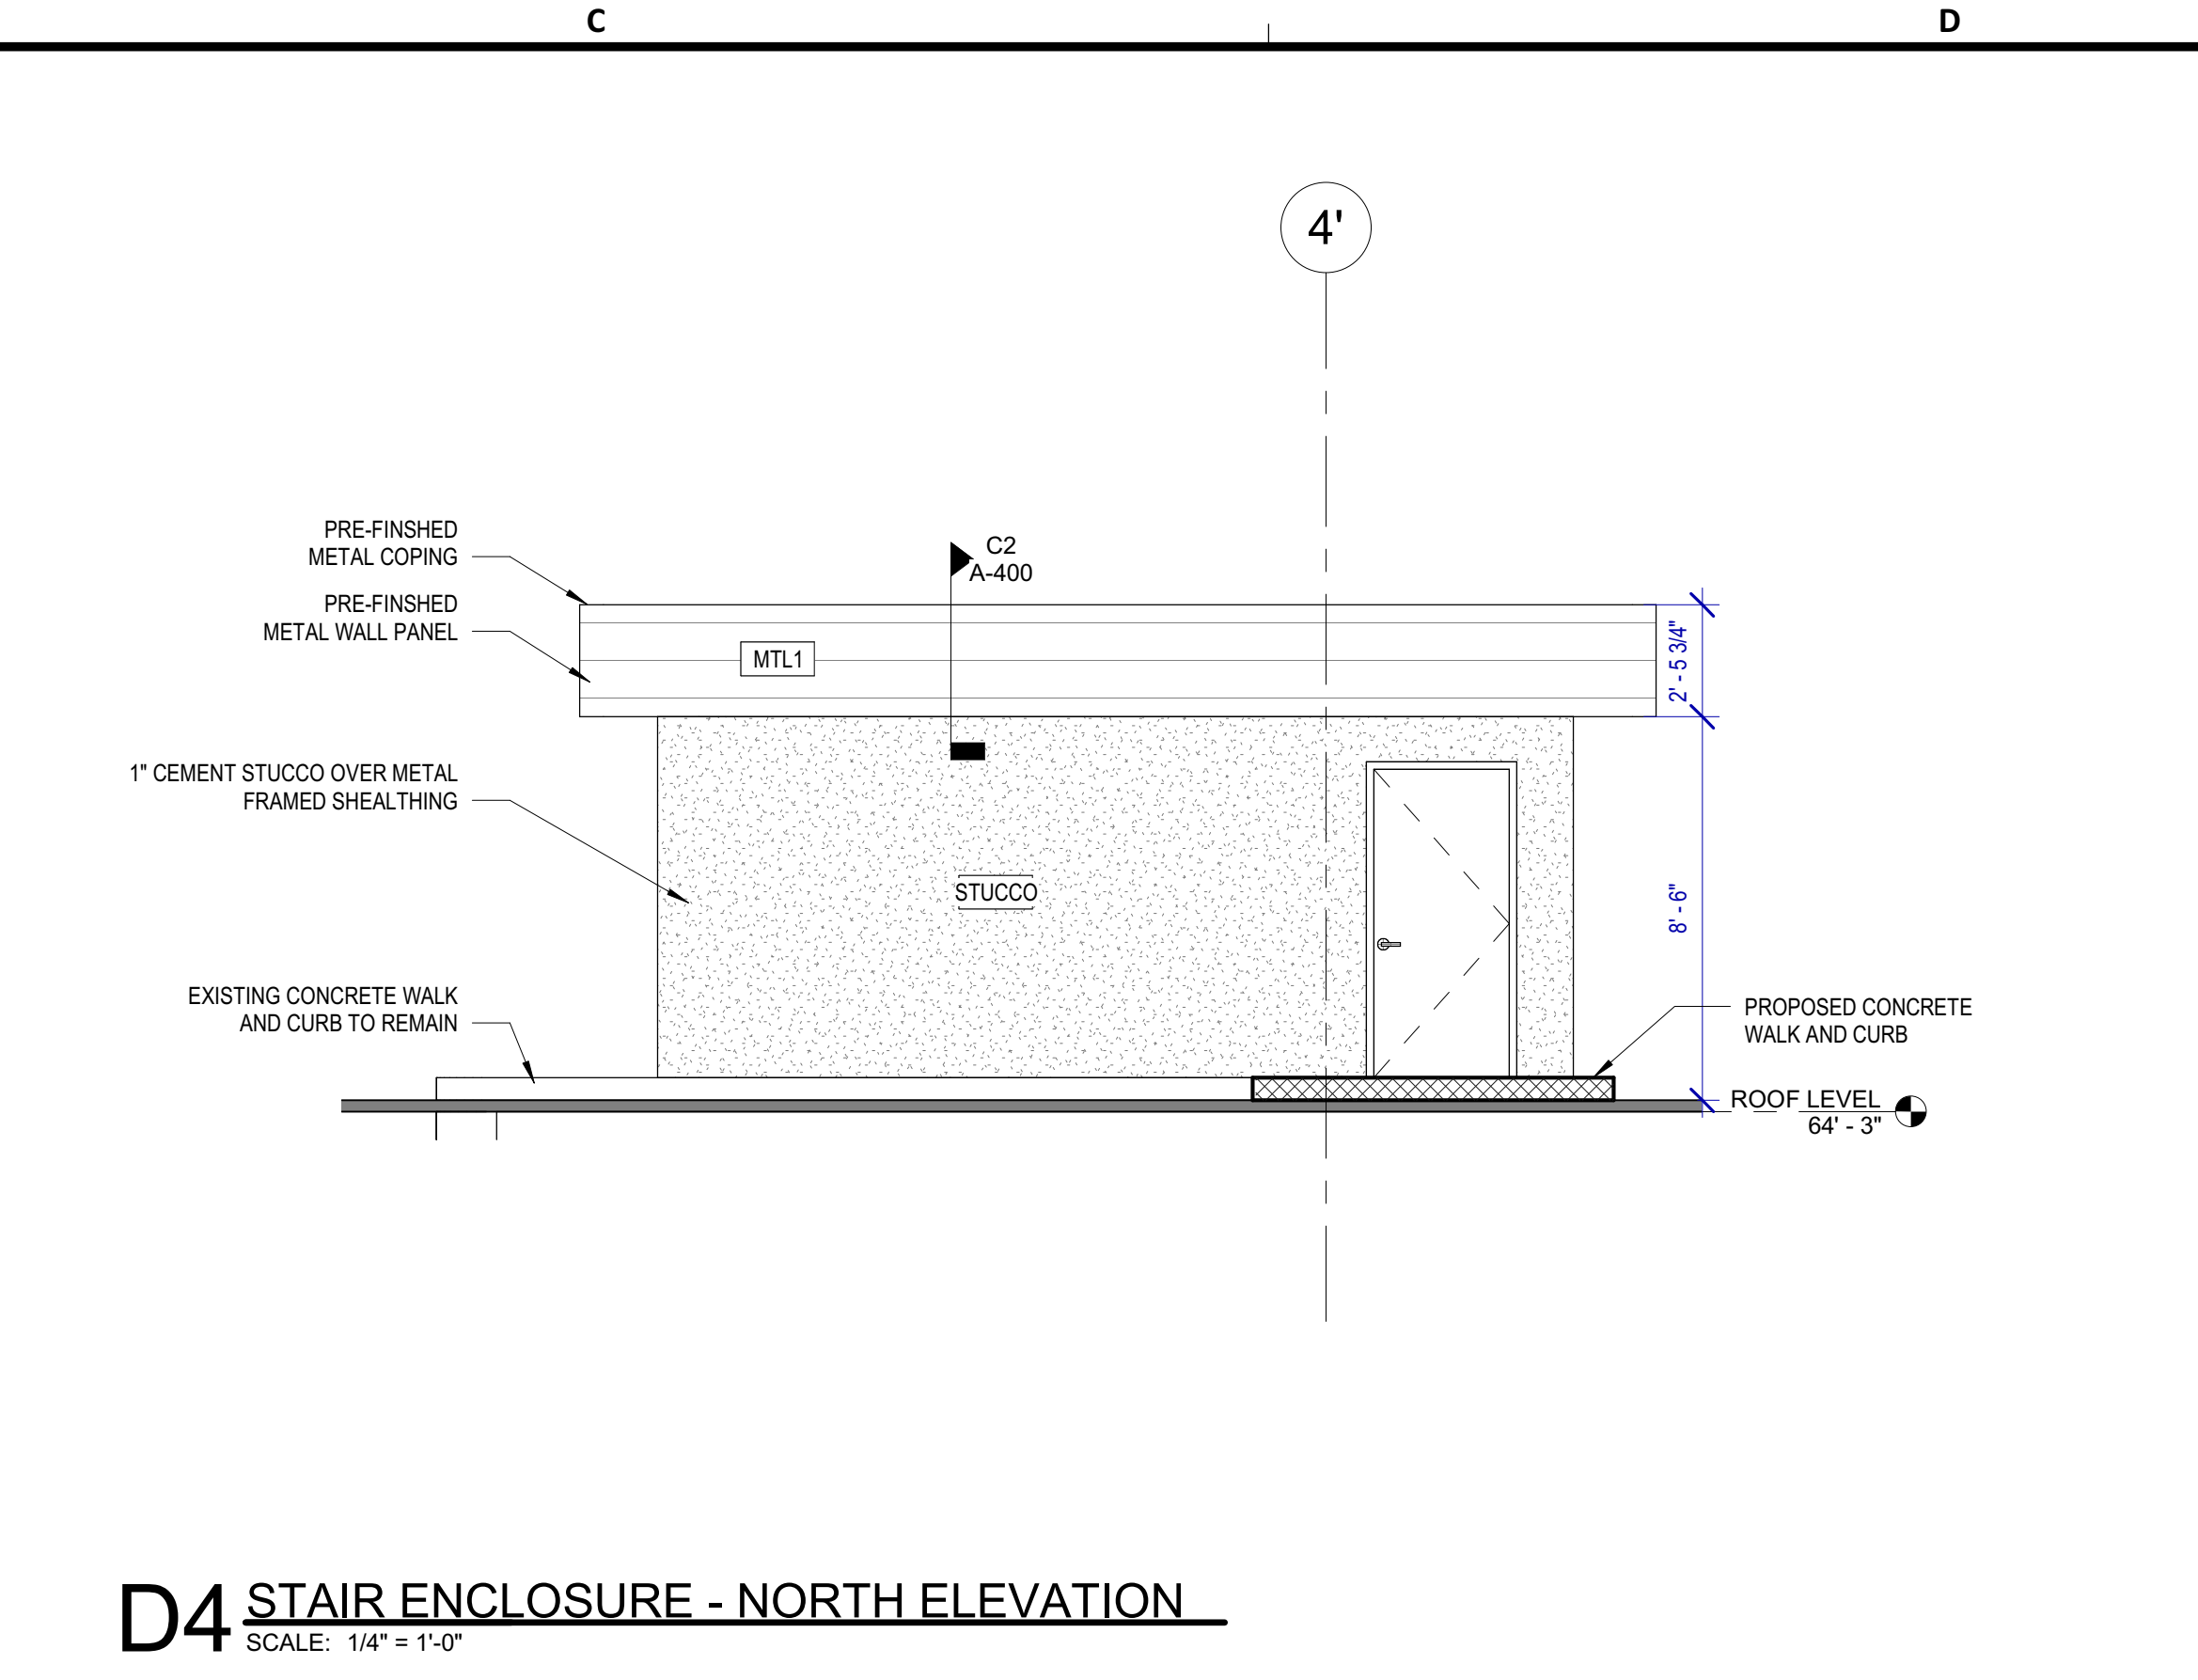 C
D
4'
PRE-FINSHED
METAL COPING
C2
A-400
PRE-FINSHED
METAL WALL PANEL
MTL1
2' - 5 3/4"
1" CEMENT STUCCO OVER METAL
FRAMED SHEALTHING
STUCCO
8' - 6"
EXISTING CONCRETE WALK
AND CURB TO REMAIN
PROPOSED CONCRETE
WALK AND CURB
ROOF LEVEL
64' - 3"
D4 STAIR ENCLOSURE - NORTH ELEVATION
SCALE: 1/4" = 1'-0"